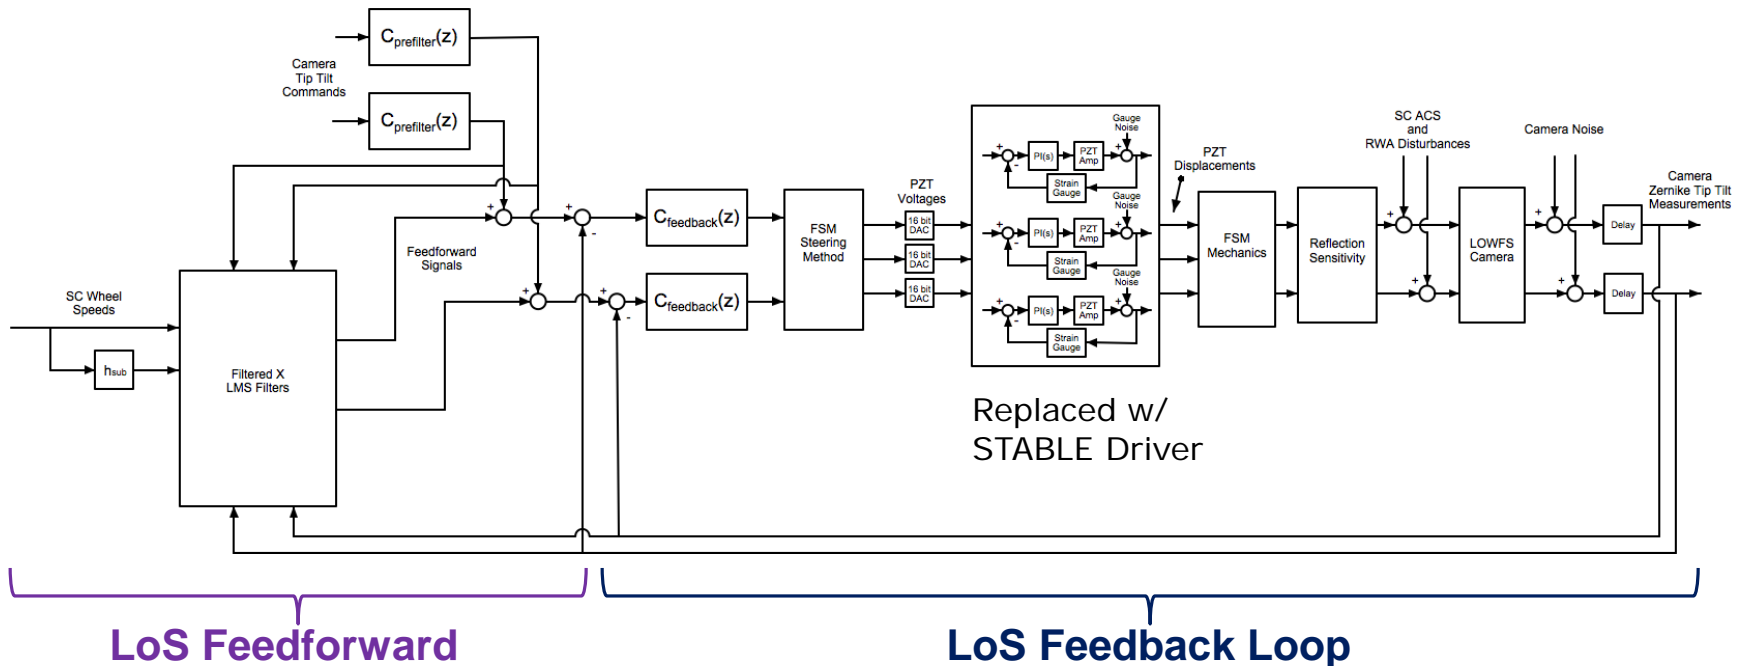 C prefilter(z)
Camera
Tip Tilt
Commands
C prefilter(z)
SC ACS
and
RWA Disturbances
Camera Noise
Gauge
Noise
+
-
PI(s)
PZT
Amp
+
Strain
Gauge
PZT
Displacements
Camera
Zernike Tip Tilt
Measurements
PZT
Voltages
+
+
-
C feedback(z)
FSM
Steering
Method
16 bit
DAC
Gauge
Noise
+
-
PI(s)
PZT
Amp
+
Strain
Gauge
FSM
Mechanics
Reflection
Sensitivity
+
+
LOWFS
Camera
+
+
Delay
Feedforward
Signals
16 bit
DAC
SC Wheel
Speeds
+
+
-
C feedback(z)
16 bit
DAC
Gauge
Noise
+
-
PI(s)
PZT
Amp
+
Strain
Gauge
Delay
hsub
Filtered X
LMS Filters
Replaced w/
STABLE Driver
LoS Feedforward
LoS Feedback Loop